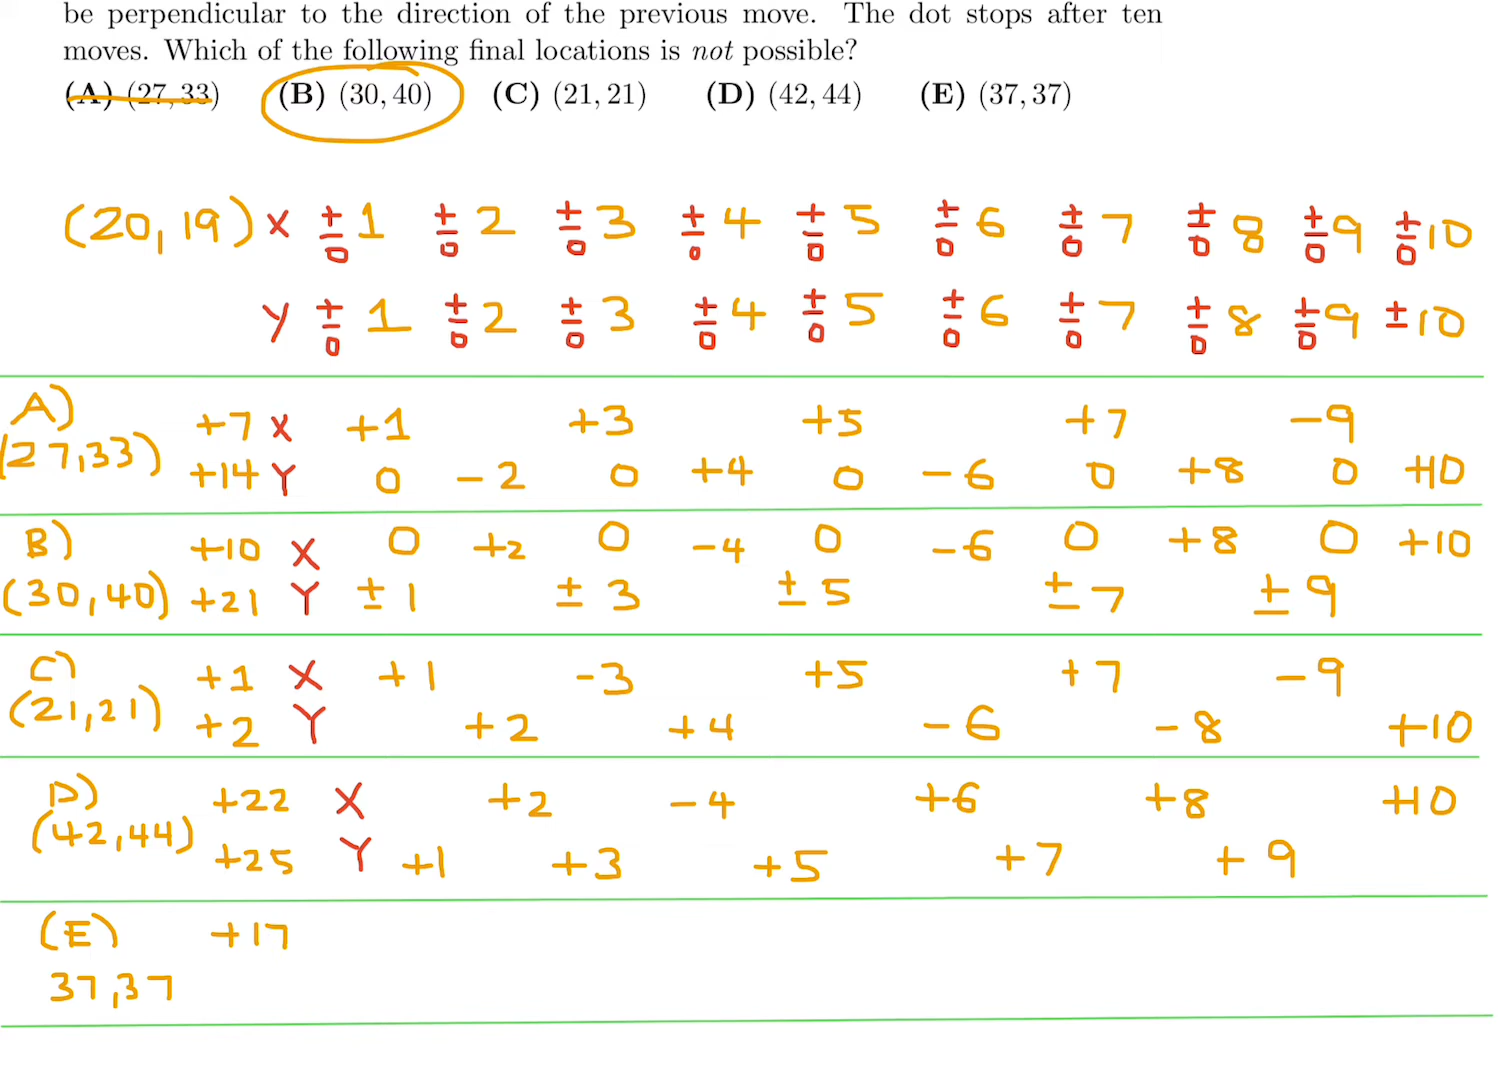 be perpendicular to the direction of the previous move. The dot stops after ten
moves. Which of the following final locations is not possible?
(A) (27, 33) (B) (30, 40) (C) (21, 21) (D) (42, 44) (E) (37, 37)
(20, 19) X ±0 1 ±0 2 ±0 3 ±0 4 ±0 5 ±0 6 ±0 7 ±0 8 ±0 9 ±0 10
Y ±0 1 ±0 2 ±0 3 ±0 4 ±0 5 ±0 6 ±0 7 ±0 8 ±0 9 ± 10
A) +7 X +1 +3 +5 +7 -9
(27,33) +14 Y 0 -2 0 +4 0 -6 0 +8 0 +10
B) +10 X 0 +2 0 -4 0 -6 0 +8 0 +10
(30,40) +21 Y ±1 ±3 ±5 ±7 ±9
C) +1 X +1 -3 +5 +7 -9
(21,21) +2 Y +2 +4 -6 -8 +10
D) +22 X +2 -4 +6 +8 +10
(42,44) +25 Y +1 +3 +5 +7 +9
(E) +17
37,37